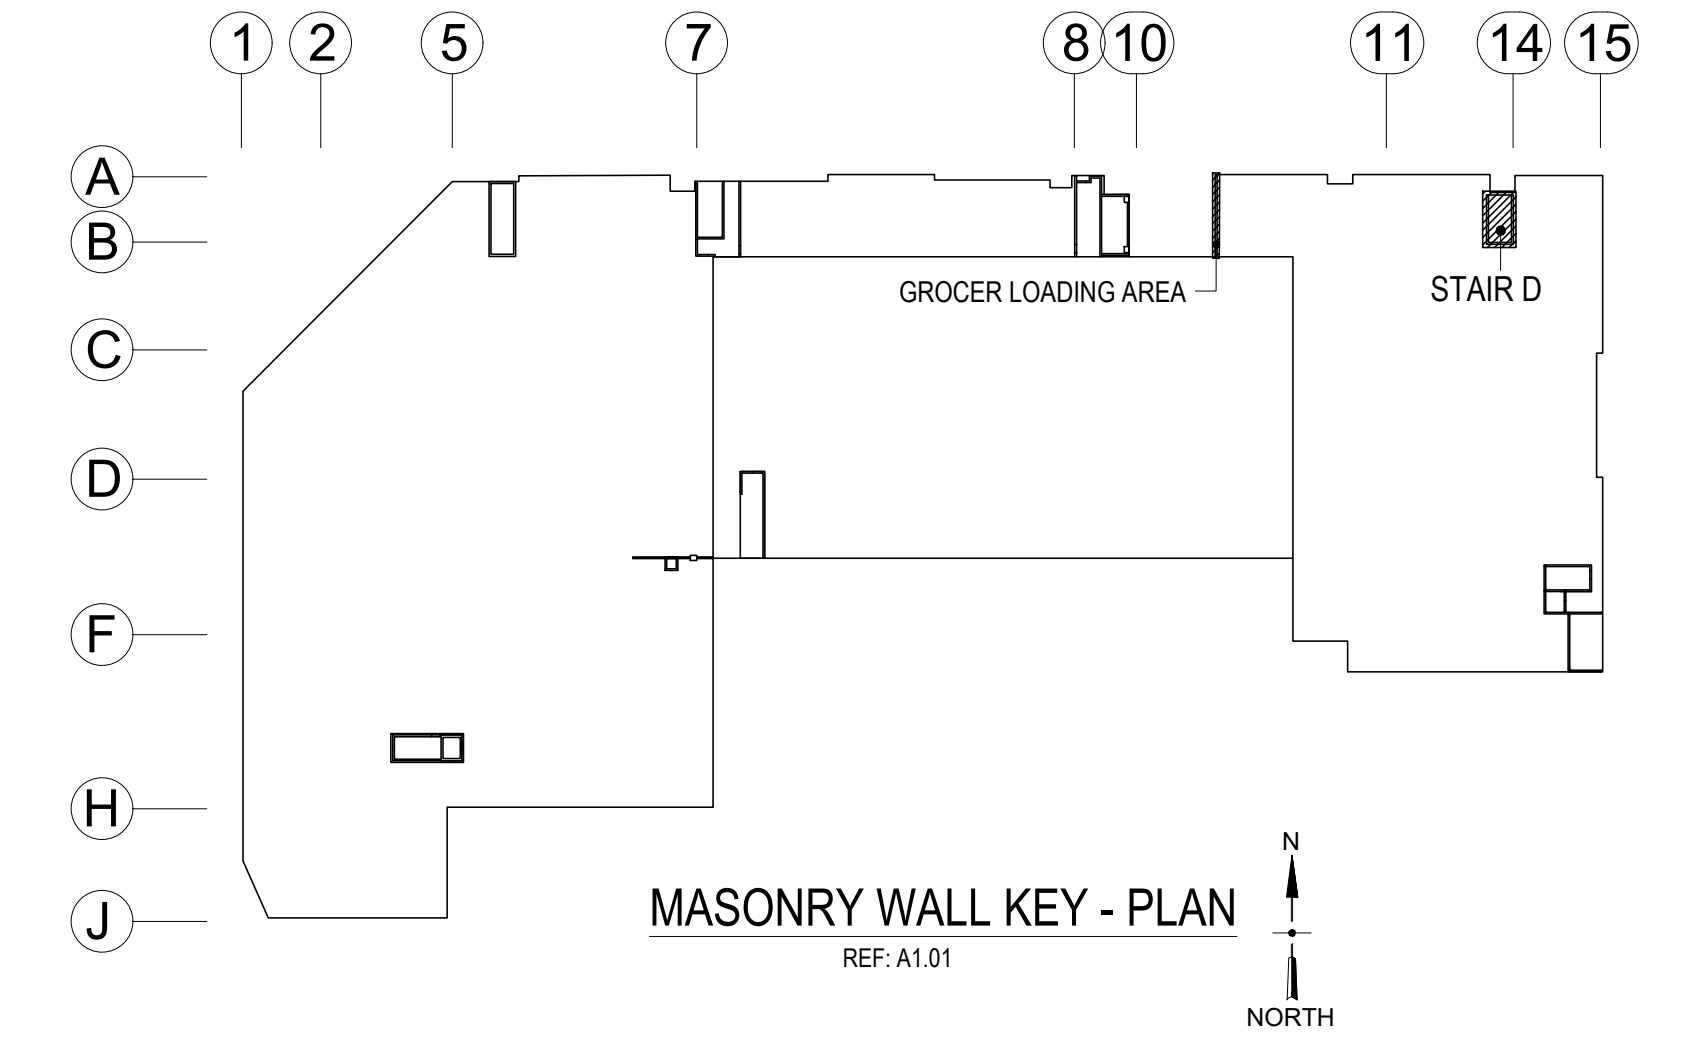 1 2 5 7 8 10 11 14 15
A
B
GROCER LOADING AREA
STAIR D
C
D
F
H
N
J
MASONRY WALL KEY - PLAN
REF: A1.01
NORTH